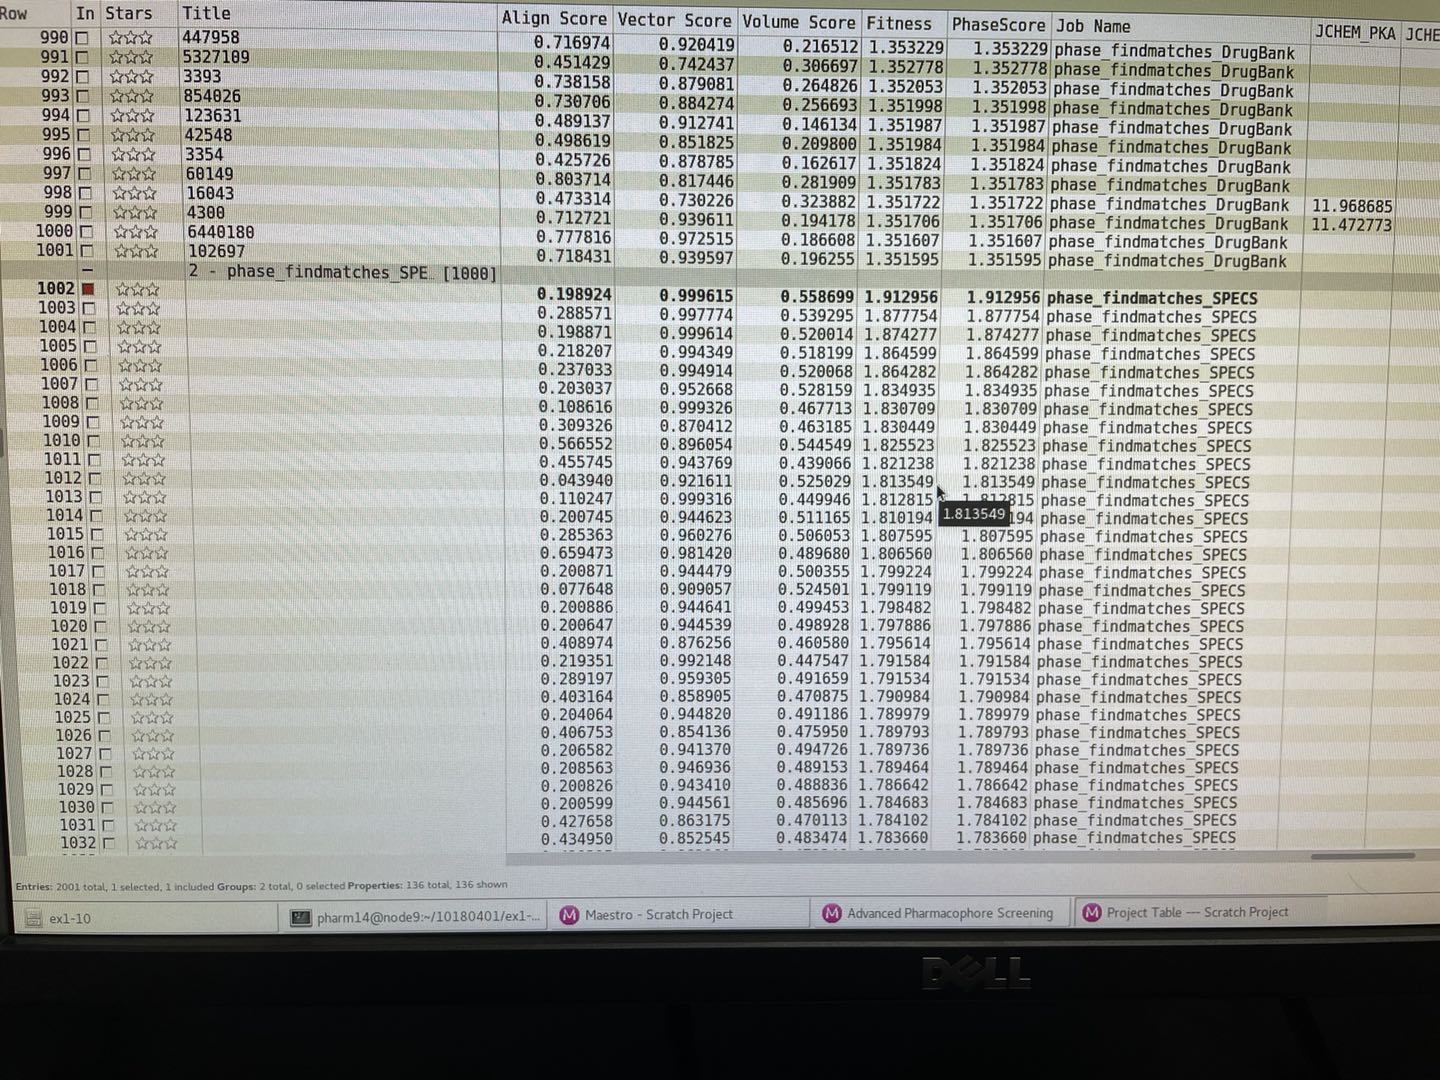 Row In Stars Title Align Score Vector Score Volume Score Fitness PhaseScore Job Name JCHEM_PKA JCHE
990 ☆☆☆ 447958 0.716974 0.920419 0.216512 1.353229 1.353229 phase_findmatches_DrugBank
991 ☆☆☆ 5327109 0.451429 0.742437 0.306697 1.352778 1.352778 phase_findmatches_DrugBank
992 ☆☆☆ 3393 0.738158 0.879081 0.264826 1.352053 1.352053 phase_findmatches_DrugBank
993 ☆☆☆ 854026 0.730706 0.884274 0.256693 1.351998 1.351998 phase_findmatches_DrugBank
994 ☆☆☆ 123631 0.489137 0.912741 0.146134 1.351987 1.351987 phase_findmatches_DrugBank
995 ☆☆☆ 42548 0.498619 0.851825 0.209800 1.351984 1.351984 phase_findmatches_DrugBank
996 ☆☆☆ 3354 0.425726 0.878785 0.162617 1.351824 1.351824 phase_findmatches_DrugBank
997 ☆☆☆ 60149 0.803714 0.817446 0.281909 1.351783 1.351783 phase_findmatches_DrugBank
998 ☆☆☆ 16043 0.473314 0.730226 0.323882 1.351722 1.351722 phase_findmatches_DrugBank 11.968685
999 ☆☆☆ 4300 0.712721 0.939611 0.194178 1.351706 1.351706 phase_findmatches_DrugBank 11.472773
1000 ☆☆☆ 6440180 0.777816 0.972515 0.186608 1.351607 1.351607 phase_findmatches_DrugBank
1001 ☆☆☆ 102697 0.718431 0.939597 0.196255 1.351595 1.351595 phase_findmatches_DrugBank
2 - phase_findmatches_SPE… [1000]
1002 ☆☆☆ 0.198924 0.999615 0.558699 1.912956 1.912956 phase_findmatches_SPECS
1003 ☆☆☆ 0.288571 0.997774 0.539295 1.877754 1.877754 phase_findmatches_SPECS
1004 ☆☆☆ 0.198871 0.999614 0.520014 1.874277 1.874277 phase_findmatches_SPECS
1005 ☆☆☆ 0.218207 0.994349 0.518199 1.864599 1.864599 phase_findmatches_SPECS
1006 ☆☆☆ 0.237033 0.994914 0.520068 1.864282 1.864282 phase_findmatches_SPECS
1007 ☆☆☆ 0.203037 0.952668 0.528159 1.834935 1.834935 phase_findmatches_SPECS
1008 ☆☆☆ 0.108616 0.999326 0.467713 1.830709 1.830709 phase_findmatches_SPECS
1009 ☆☆☆ 0.309326 0.870412 0.463185 1.830449 1.830449 phase_findmatches_SPECS
1010 ☆☆☆ 0.566552 0.896054 0.544549 1.825523 1.825523 phase_findmatches_SPECS
1011 ☆☆☆ 0.455745 0.943769 0.439066 1.821238 1.821238 phase_findmatches_SPECS
1012 ☆☆☆ 0.043940 0.921611 0.525029 1.813549 1.813549 phase_findmatches_SPECS
1013 ☆☆☆ 0.110247 0.999316 0.449946 1.812815 1.812815 phase_findmatches_SPECS
1014 ☆☆☆ 0.200745 0.944623 0.511165 1.810194 1.813549 194 phase_findmatches_SPECS
1015 ☆☆☆ 0.285363 0.960276 0.506053 1.807595 1.807595 phase_findmatches_SPECS
1016 ☆☆☆ 0.659473 0.981420 0.489680 1.806560 1.806560 phase_findmatches_SPECS
1017 ☆☆☆ 0.200871 0.944479 0.500355 1.799224 1.799224 phase_findmatches_SPECS
1018 ☆☆☆ 0.077648 0.909057 0.524501 1.799119 1.799119 phase_findmatches_SPECS
1019 ☆☆☆ 0.200886 0.944641 0.499453 1.798482 1.798482 phase_findmatches_SPECS
1020 ☆☆☆ 0.200647 0.944539 0.498928 1.797886 1.797886 phase_findmatches_SPECS
1021 ☆☆☆ 0.408974 0.876256 0.460580 1.795614 1.795614 phase_findmatches_SPECS
1022 ☆☆☆ 0.219351 0.992148 0.447547 1.791584 1.791584 phase_findmatches_SPECS
1023 ☆☆☆ 0.289197 0.959305 0.491659 1.791534 1.791534 phase_findmatches_SPECS
1024 ☆☆☆ 0.403164 0.858905 0.470875 1.790984 1.790984 phase_findmatches_SPECS
1025 ☆☆☆ 0.204064 0.944820 0.491186 1.789979 1.789979 phase_findmatches_SPECS
1026 ☆☆☆ 0.406753 0.854136 0.475950 1.789793 1.789793 phase_findmatches_SPECS
1027 ☆☆☆ 0.206582 0.941370 0.494726 1.789736 1.789736 phase_findmatches_SPECS
1028 ☆☆☆ 0.208563 0.946936 0.489153 1.789464 1.789464 phase_findmatches_SPECS
1029 ☆☆☆ 0.200826 0.943410 0.488836 1.786642 1.786642 phase_findmatches_SPECS
1030 ☆☆☆ 0.200599 0.944561 0.485696 1.784683 1.784683 phase_findmatches_SPECS
1031 ☆☆☆ 0.427658 0.863175 0.470113 1.784102 1.784102 phase_findmatches_SPECS
1032 ☆☆☆ 0.434950 0.852545 0.483474 1.783660 1.783660 phase_findmatches_SPECS
Entries: 2001 total, 1 selected, 1 included Groups: 2 total, 0 selected Properties: 136 total, 136 shown
ex1-10 pharm14@node9:~/10180401/ex1-... Maestro - Scratch Project Advanced Pharmacophore Screening Project Table --- Scratch Project
DELL